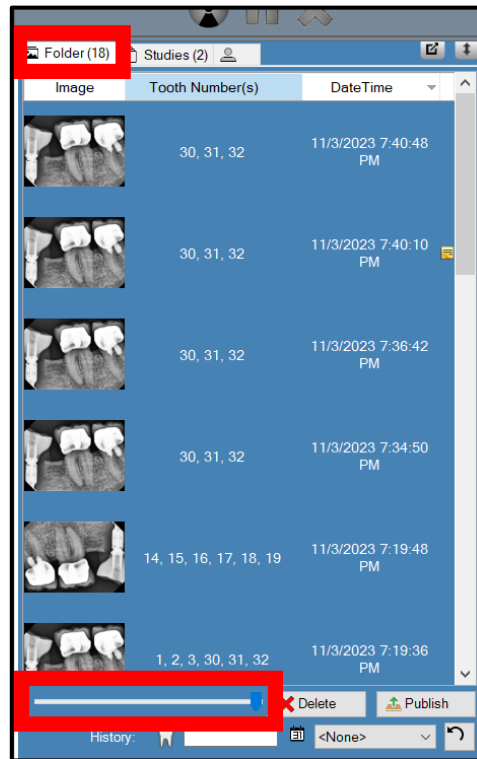 Folder (18)
Studies (2)
Image Tooth Number(s) DateTime
30, 31, 32 11/3/2023 7:40:48
PM
30, 31, 32 11/3/2023 7:40:10
PM
30, 31, 32 11/3/2023 7:36:42
PM
30, 31, 32 11/3/2023 7:34:50
PM
14, 15, 16, 17, 18, 19 11/3/2023 7:19:48
PM
1, 2, 3, 30, 31, 32 11/3/2023 7:19:36
PM
Delete Publish
History: <None>